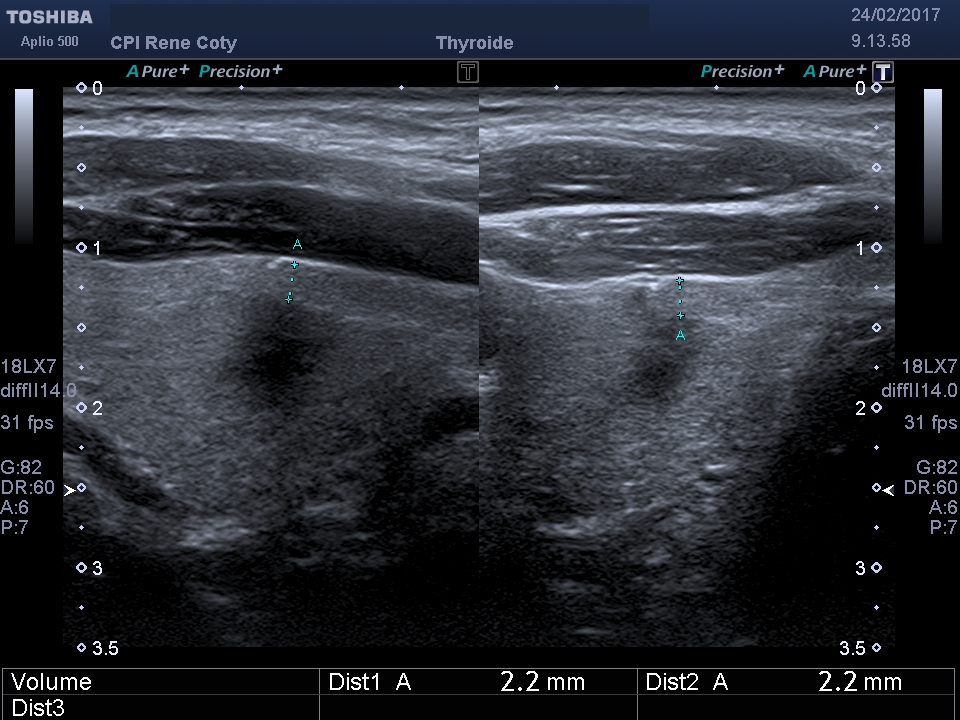 TOSHIBA
Aplio 500
CPI Rene Coty
Thyroide
24/02/2017
9.13.58
A Pure+ Precision+
T
Precision+ A Pure+
T
0
1
2
3
3.5
0
1
2
3
3.5
A
A
18LX7
diffII14.0
31 fps
G:82
DR:60
A:6
P:7
18LX7
diffII14.0
31 fps
G:82
DR:60
A:6
P:7
Volume
Dist1 A 2.2 mm
Dist2 A 2.2 mm
Dist3